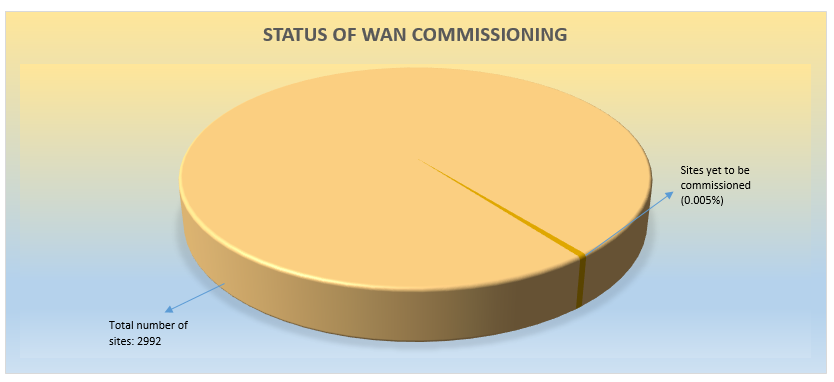 STATUS OF WAN COMMISSIONING
Sites yet to be
commissioned
(0.005%)
Total number of
sites: 2992